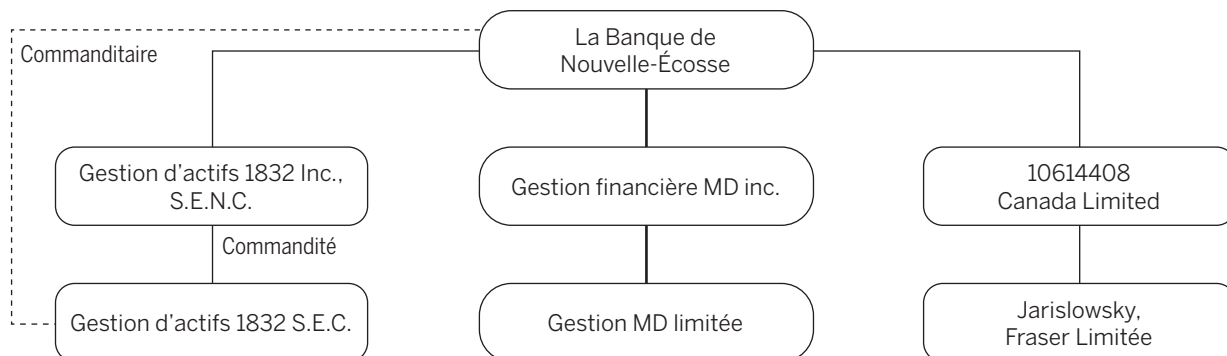 La Banque de
Nouvelle-Écosse
Commanditaire
Gestion d'actifs 1832 Inc.,
S.E.N.C.
Gestion financière MD inc.
10614408
Canada Limited
Commandité
Gestion d'actifs 1832 S.E.C.
Gestion MD limitée
Jarislowsky,
Fraser Limitée